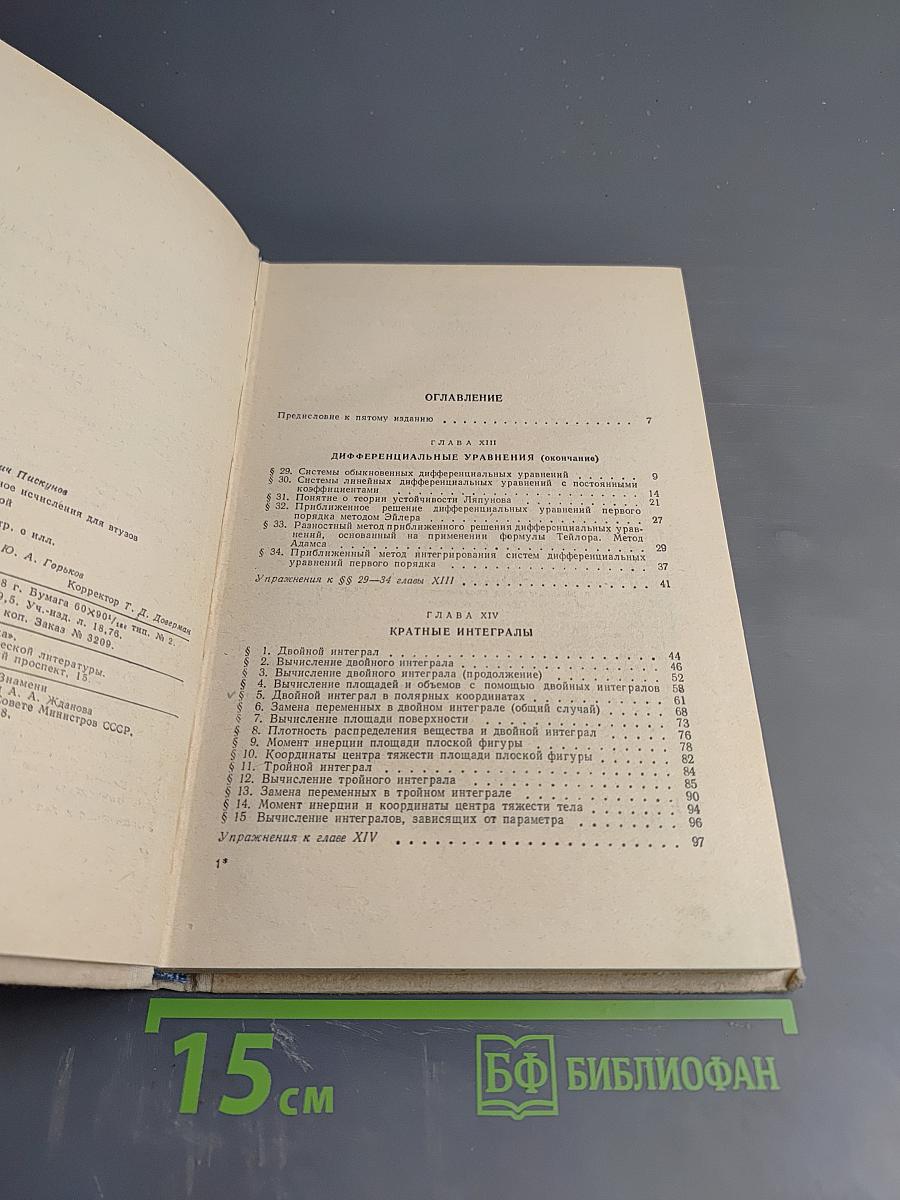 ич Пискунов
ное исчисления для втузов
ой
тр. о илл.
Ю. А. Горьков
Корректор Т. Д. Доверман
8 г. Бумага 60×90 1/16 тип. № 2.
9,5. Уч.-изд. л. 18,76.
коп. Заказ № 3209.
ка».
еской литературы.
й проспект, 15
Знамени
А. А. Жданова
Совете Министров СССР.
8.
ОГЛАВЛЕНИЕ
Предисловие к пятому изданию . . . . . . . . . . . . . . . . . . . 7
ГЛАВА XIII
ДИФФЕРЕНЦИАЛЬНЫЕ УРАВНЕНИЯ (окончание)
§ 29. Системы обыкновенных дифференциальных уравнений . . . . . . . 9
§ 30. Системы линейных дифференциальных уравнений с постоянными
коэффициентами . . . . . . . . . . . . . . . . . . . . . 14
§ 31. Понятие о теории устойчивости Ляпунова . . . . . . . . . . . 21
§ 32. Приближенное решение дифференциальных уравнений первого
порядка методом Эйлера . . . . . . . . . . . . . . . . . . 27
§ 33. Разностный метод приближенного решения дифференциальных урав-
нений, основанный на применении формулы Тейлора. Метод
Адамса . . . . . . . . . . . . . . . . . . . . . . . . . 29
§ 34. Приближенный метод интегрирования систем дифференциальных
уравнений первого порядка . . . . . . . . . . . . . . . . . 37
Упражнения к §§ 29—34 главы XIII . . . . . . . . . . . . . . . . . 41
ГЛАВА XIV
КРАТНЫЕ ИНТЕГРАЛЫ
§ 1. Двойной интеграл . . . . . . . . . . . . . . . . . . . . . 44
§ 2. Вычисление двойного интеграла . . . . . . . . . . . . . . . 46
§ 3. Вычисление двойного интеграла (продолжение) . . . . . . . . . 52
§ 4. Вычисление площадей и объемов с помощью двойных интегралов 58
§ 5. Двойной интеграл в полярных координатах . . . . . . . . . . . 61
§ 6. Замена переменных в двойном интеграле (общий случай) . . . . . 68
§ 7. Вычисление площади поверхности . . . . . . . . . . . . . . . 73
§ 8. Плотность распределения вещества и двойной интеграл . . . . . 76
§ 9. Момент инерции площади плоской фигуры . . . . . . . . . . . . 78
§ 10. Координаты центра тяжести площади плоской фигуры . . . . . . 82
§ 11. Тройной интеграл . . . . . . . . . . . . . . . . . . . . . 84
§ 12. Вычисление тройного интеграла . . . . . . . . . . . . . . . 85
§ 13. Замена переменных в тройном интеграле . . . . . . . . . . . 90
§ 14. Момент инерции и координаты центра тяжести тела . . . . . . . 94
§ 15 Вычисление интегралов, зависящих от параметра . . . . . . . . 96
Упражнения к главе XIV . . . . . . . . . . . . . . . . . . . . . 97
1*
15 см
БФ БИБЛИОФАН